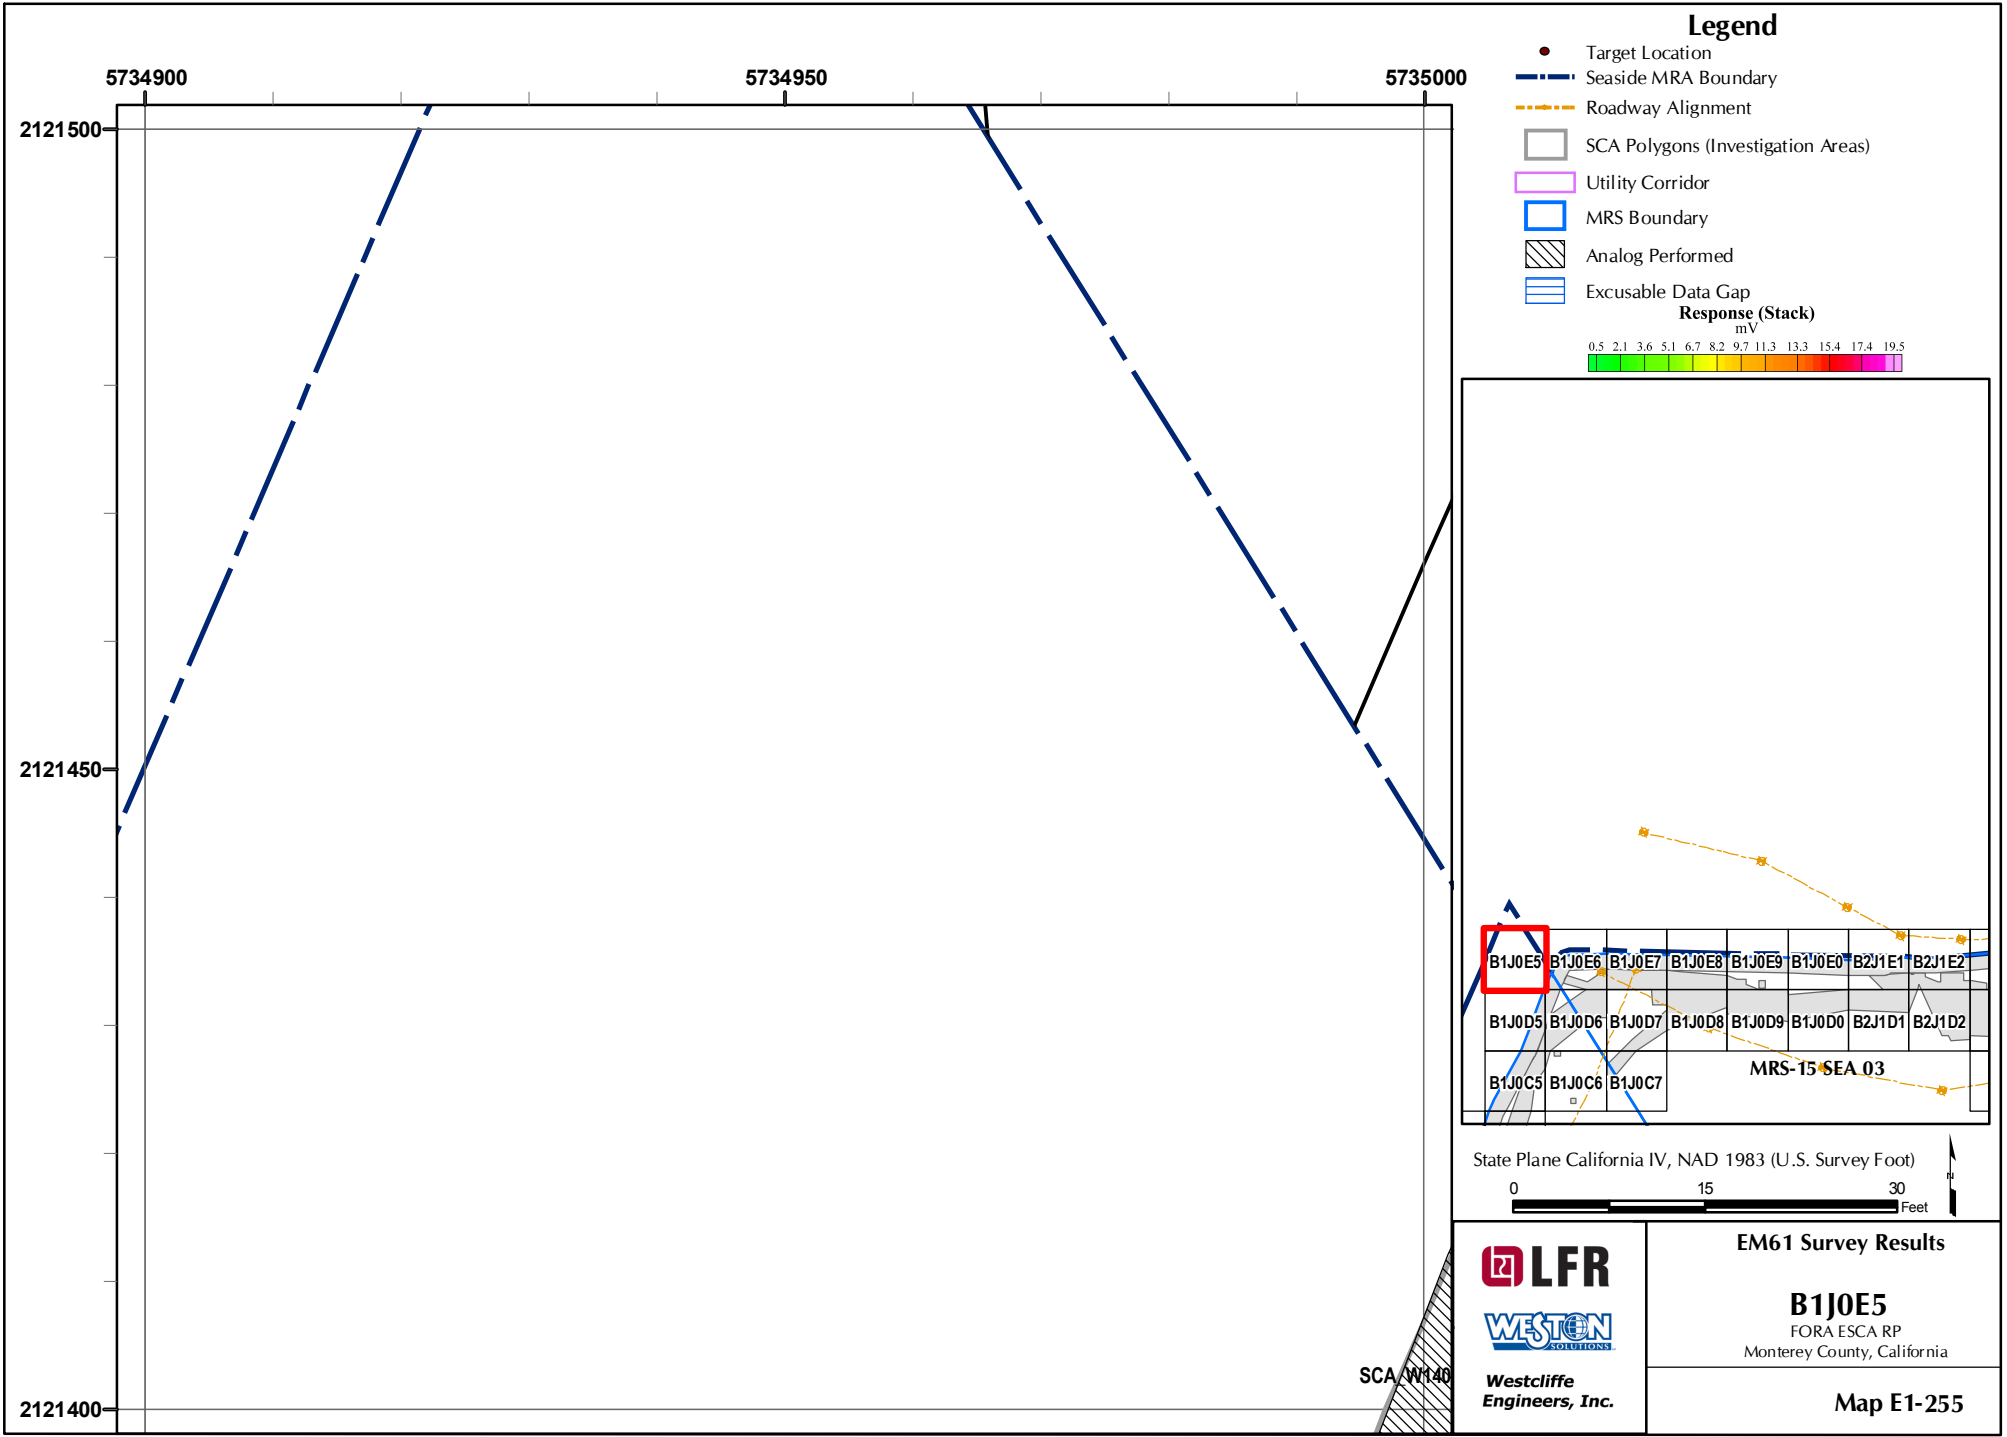 5734900
5734950
5735000
2121500
2121450
2121400
SCA_W140
Legend
Target Location
Seaside MRA Boundary
Roadway Alignment
SCA Polygons (Investigation Areas)
Utility Corridor
MRS Boundary
Analog Performed
Excusable Data Gap
Response (Stack)
mV
0.5 2.1 3.6 5.1 6.7 8.2 9.7 11.3 13.3 15.4 17.4 19.5
B1J0E5 B1J0E6 B1J0E7 B1J0E8 B1J0E9 B1J0E0 B2J1E1 B2J1E2
B1J0D5 B1J0D6 B1J0D7 B1J0D8 B1J0D9 B1J0D0 B2J1D1 B2J1D2
MRS-15 SEA 03
B1J0C5 B1J0C6 B1J0C7
State Plane California IV, NAD 1983 (U.S. Survey Foot)
N
0 15 30
Feet
LFR
WESTON
SOLUTIONS
Westcliffe
Engineers, Inc.
EM61 Survey Results
B1J0E5
FORA ESCA RP
Monterey County, California
Map E1-255